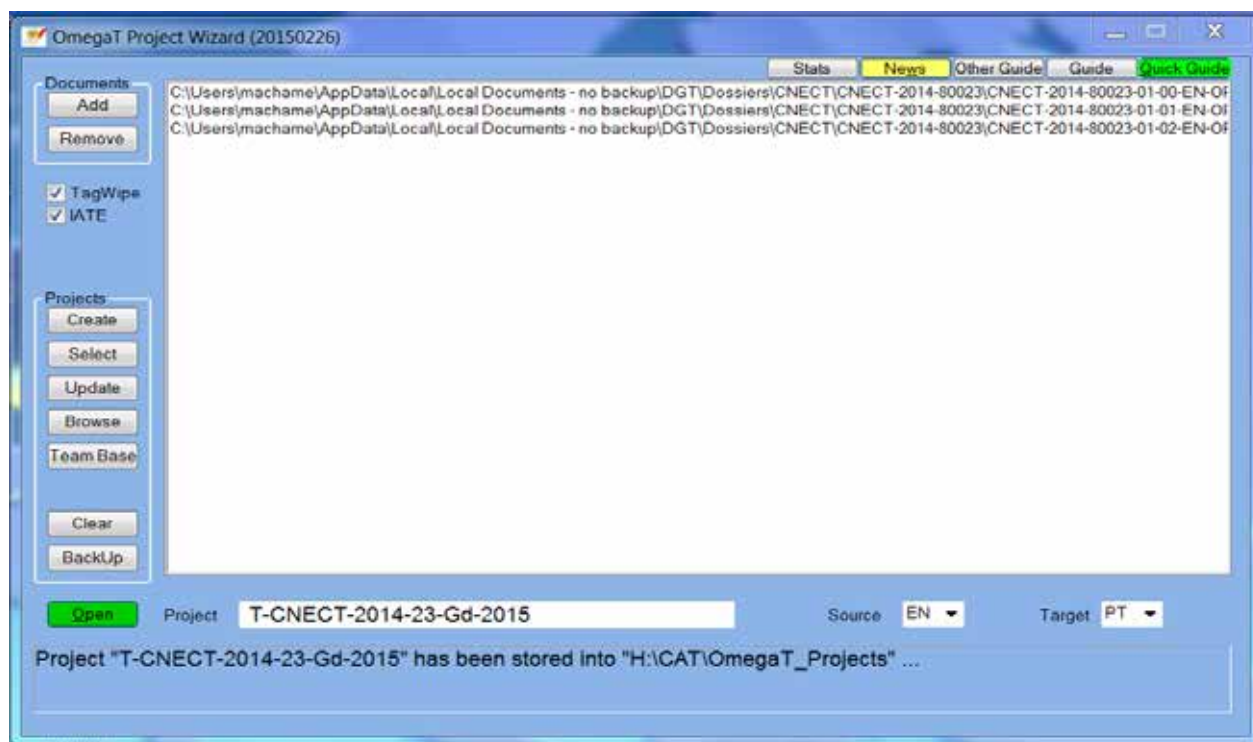 OmegaT Project Wizard (20150226)
Stats News Other Guide Guide Quick Guide
Documents
Add
Remove
C:\Users\machame\AppData\Local\Local Documents - no backup\DGT\Dossiers\CNECT\CNECT-2014-80023\CNECT-2014-80023-01-00-EN-OF
C:\Users\machame\AppData\Local\Local Documents - no backup\DGT\Dossiers\CNECT\CNECT-2014-80023\CNECT-2014-80023-01-01-EN-OF
C:\Users\machame\AppData\Local\Local Documents - no backup\DGT\Dossiers\CNECT\CNECT-2014-80023\CNECT-2014-80023-01-02-EN-OF
TagWipe
IATE
Projects
Create
Select
Update
Browse
Team Base
Clear
BackUp
Open Project T-CNECT-2014-23-Gd-2015 Source EN Target PT
Project "T-CNECT-2014-23-Gd-2015" has been stored into "H:\CAT\OmegaT_Projects" ...